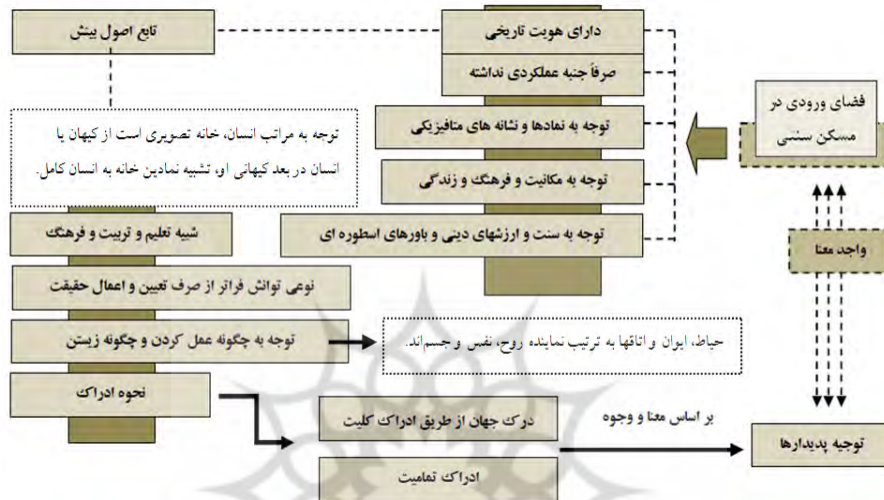 دارای هویت تاریخی
تابع اصول بینش
صرفاً جنبه عملکردی نداشته
فضای ورودی در
مسکن سنتی
توجه به نمادها و نشانه های متافیزیکی
توجه به مراتب انسان، خانه تصویری است از کیهان یا
انسان در بعد کیهانی او، تشبیه نمادین خانه به انسان کامل.
توجه به مکانیت و فرهنگ و زندگی
توجه به سنت و ارزشهای دینی و باورهای اسطوره ای
شبیه تعلیم و تربیت و فرهنگ
واجد معنا
نوعی توانش فراتر از صرف تعیین و اعمال حقیقت
توجه به چگونه عمل کردن و چگونه زیستن
حیاط، ایوان و اتاقها به ترتیب نماینده روح، نفس و جسم‌اند.
نحوه ادراک
درک جهان از طریق ادراک کلیت
بر اساس معنا و وجوه
توجیه پدیدارها
ادراک تمامیت